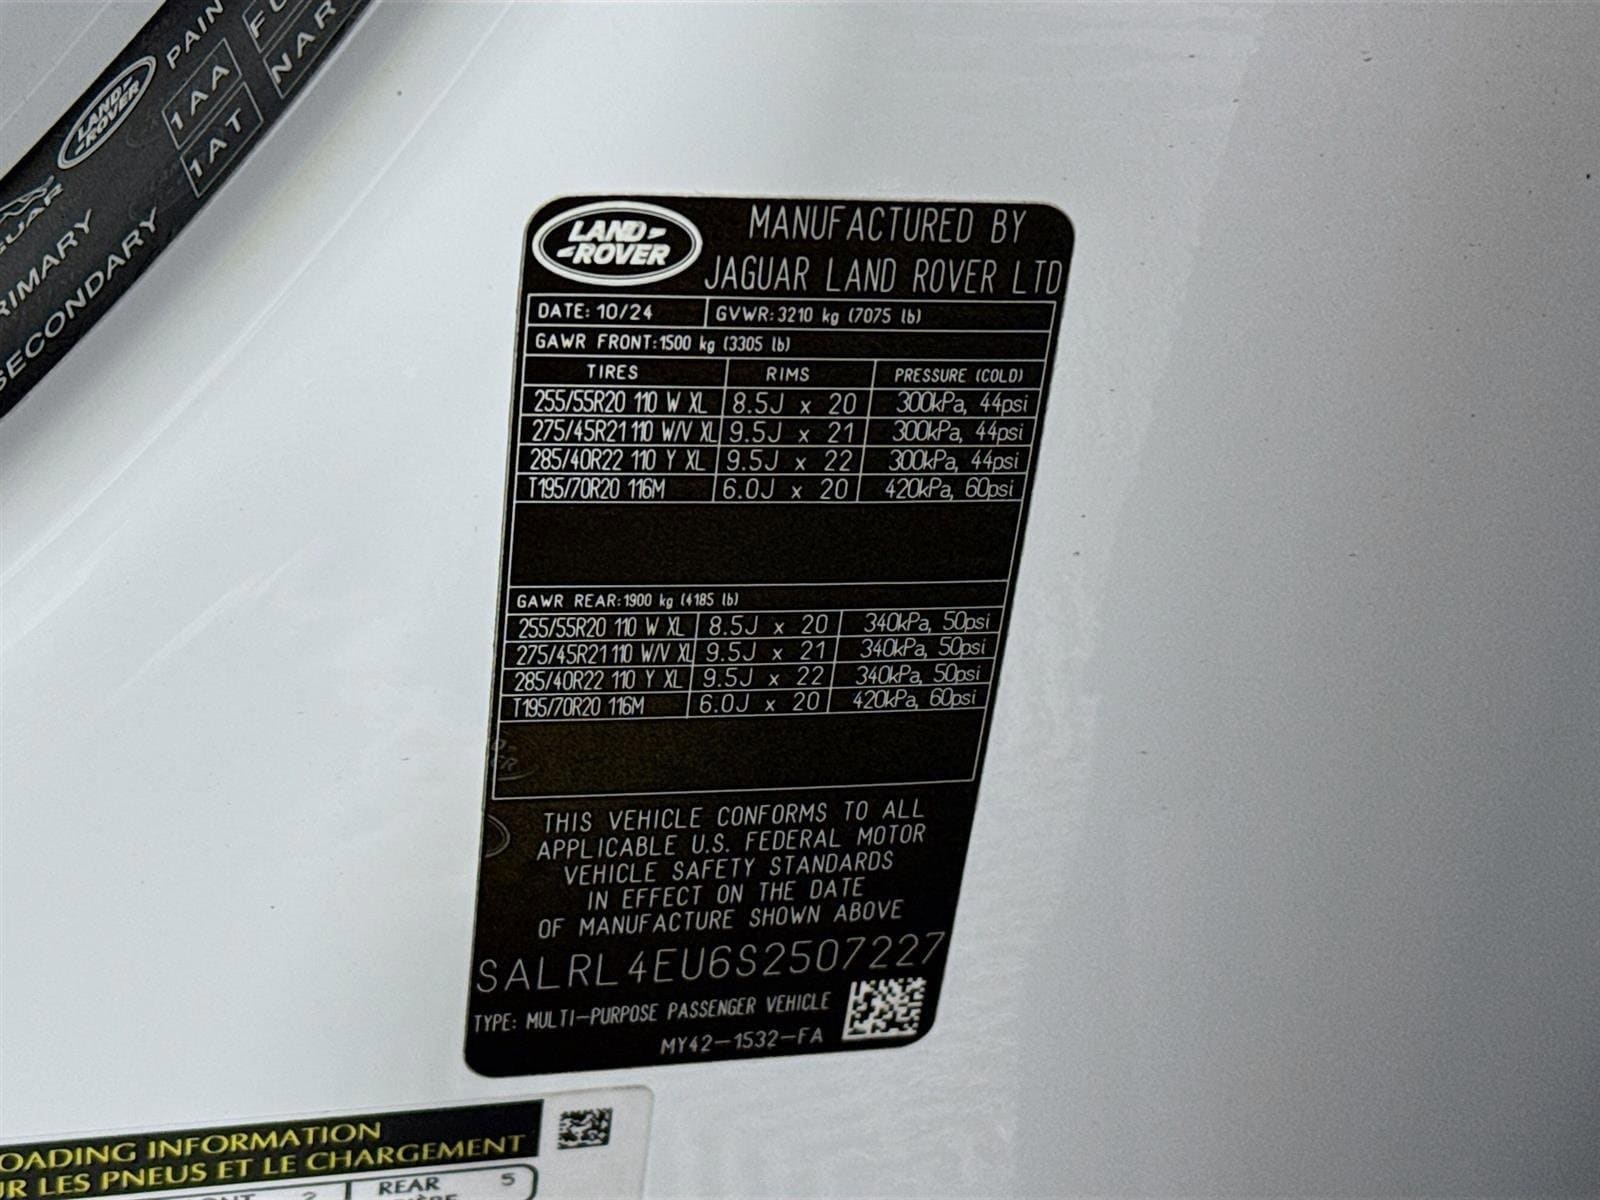 LAND ROVER
PAIN
1AA
FU
1AT
NAR
GUAR
RIMARY
SECONDARY
LAND ROVER
MANUFACTURED BY
JAGUAR LAND ROVER LTD
DATE: 10/24 GVWR: 3210 kg (7075 lb)
GAWR FRONT: 1500 kg (3305 lb)
TIRES RIMS PRESSURE (COLD)
255/55R20 110 W XL 8.5J x 20 300kPa, 44psi
275/45R21 110 W/V XL 9.5J x 21 300kPa, 44psi
285/40R22 110 Y XL 9.5J x 22 300kPa, 44psi
T195/70R20 116M 6.0J x 20 420kPa, 60psi
GAWR REAR: 1900 kg (4185 lb)
255/55R20 110 W XL 8.5J x 20 340kPa, 50psi
275/45R21 110 W/V XL 9.5J x 21 340kPa, 50psi
285/40R22 110 Y XL 9.5J x 22 340kPa, 50psi
T195/70R20 116M 6.0J x 20 420kPa, 60psi
THIS VEHICLE CONFORMS TO ALL
APPLICABLE U.S. FEDERAL MOTOR
VEHICLE SAFETY STANDARDS
IN EFFECT ON THE DATE
OF MANUFACTURE SHOWN ABOVE
SALRL4EU6S2507227
TYPE: MULTI-PURPOSE PASSENGER VEHICLE
MY42-1532-FA
OADING INFORMATION
UR LES PNEUS ET LE CHARGEMENT
ONT 2 REAR 5